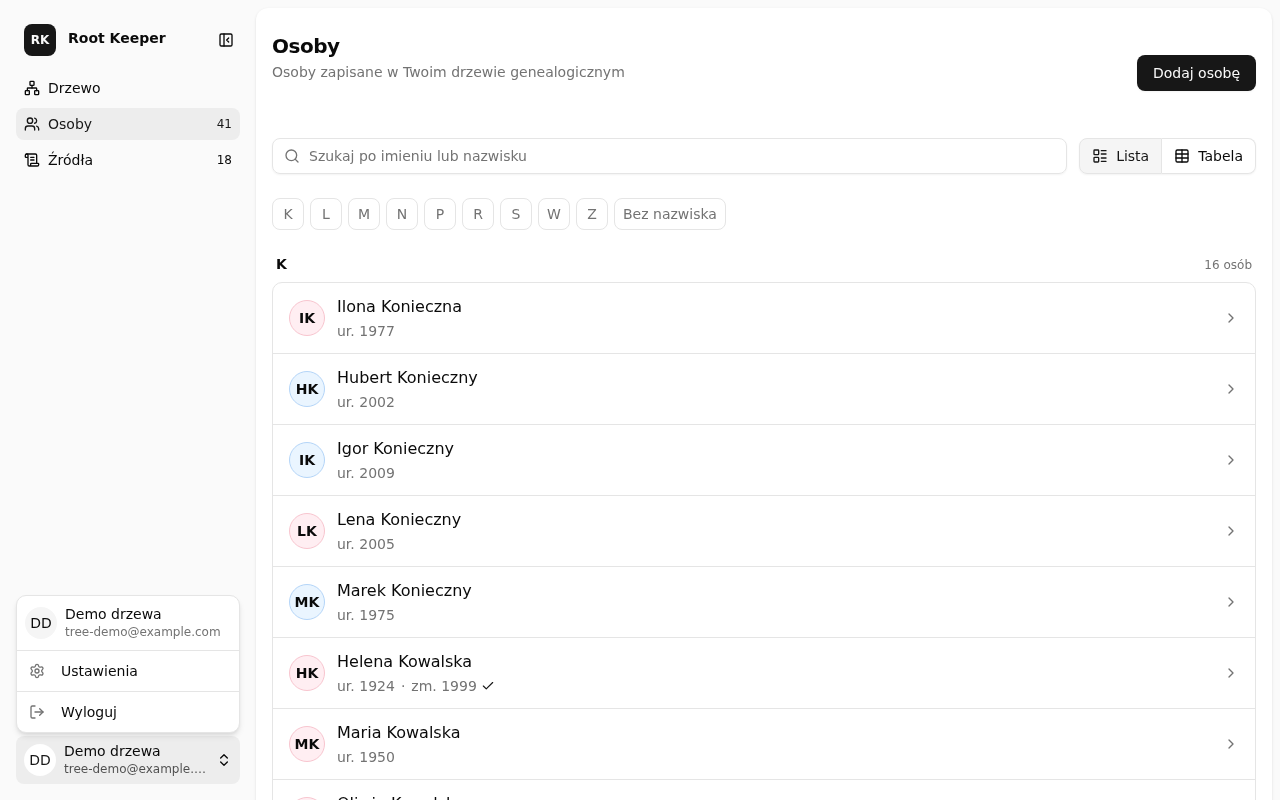 RK
Root Keeper
Drzewo
Osoby
41
Źródła
18
Demo drzewa
DD
tree-demo@example.com
Ustawienia
Wyloguj
Demo drzewa
DD
tree-demo@example....
Osoby
Osoby zapisane w Twoim drzewie genealogicznym
Dodaj osobę
Szukaj po imieniu lub nazwisku
Lista
Tabela
K
L
M
N
P
R
S
W
Z
Bez nazwiska
K
16 osób
IK
Ilona Konieczna
ur. 1977
HK
Hubert Konieczny
ur. 2002
IK
Igor Konieczny
ur. 2009
LK
Lena Konieczny
ur. 2005
MK
Marek Konieczny
ur. 1975
HK
Helena Kowalska
ur. 1924 · zm. 1999
MK
Maria Kowalska
ur. 1950